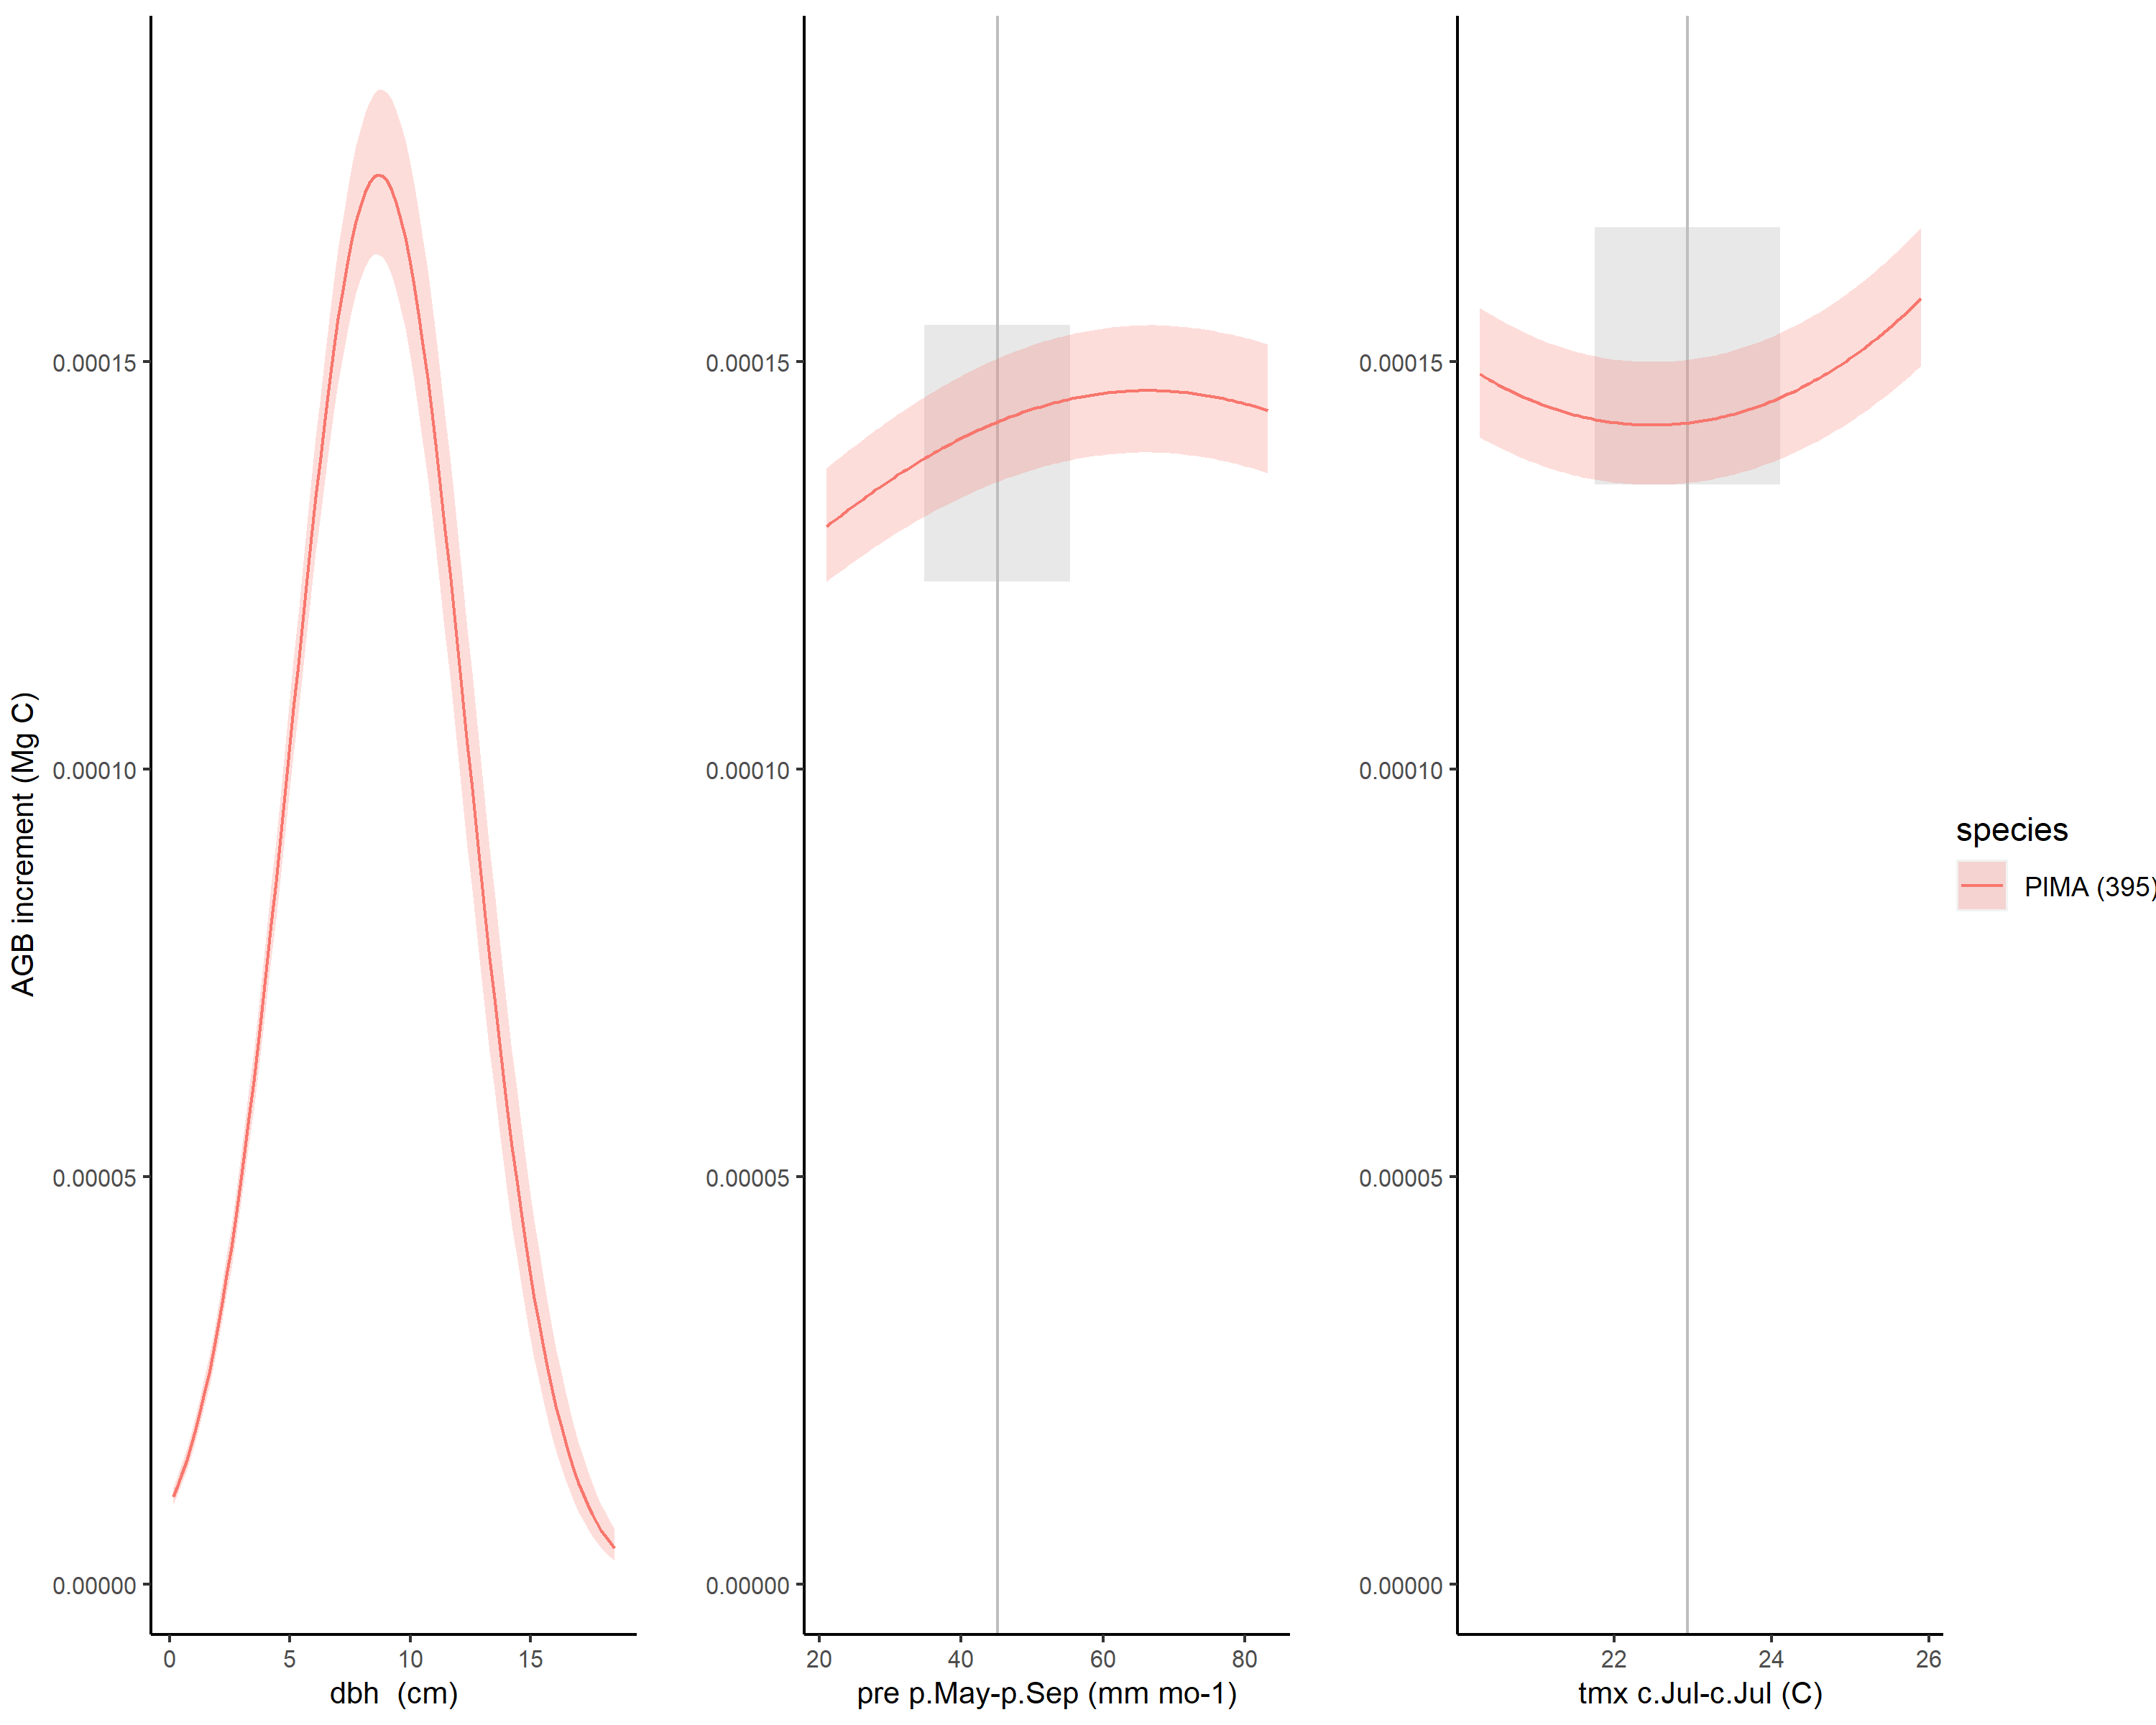 AGB increment (Mg C)
0.00015
0.00010
0.00005
0.00000
0 5 10 15
dbh (cm)
0.00015
0.00010
0.00005
0.00000
20 40 60 80
pre p.May-p.Sep (mm mo-1)
0.00015
0.00010
0.00005
0.00000
22 24 26
tmx c.Jul-c.Jul (C)
species
PIMA (395)